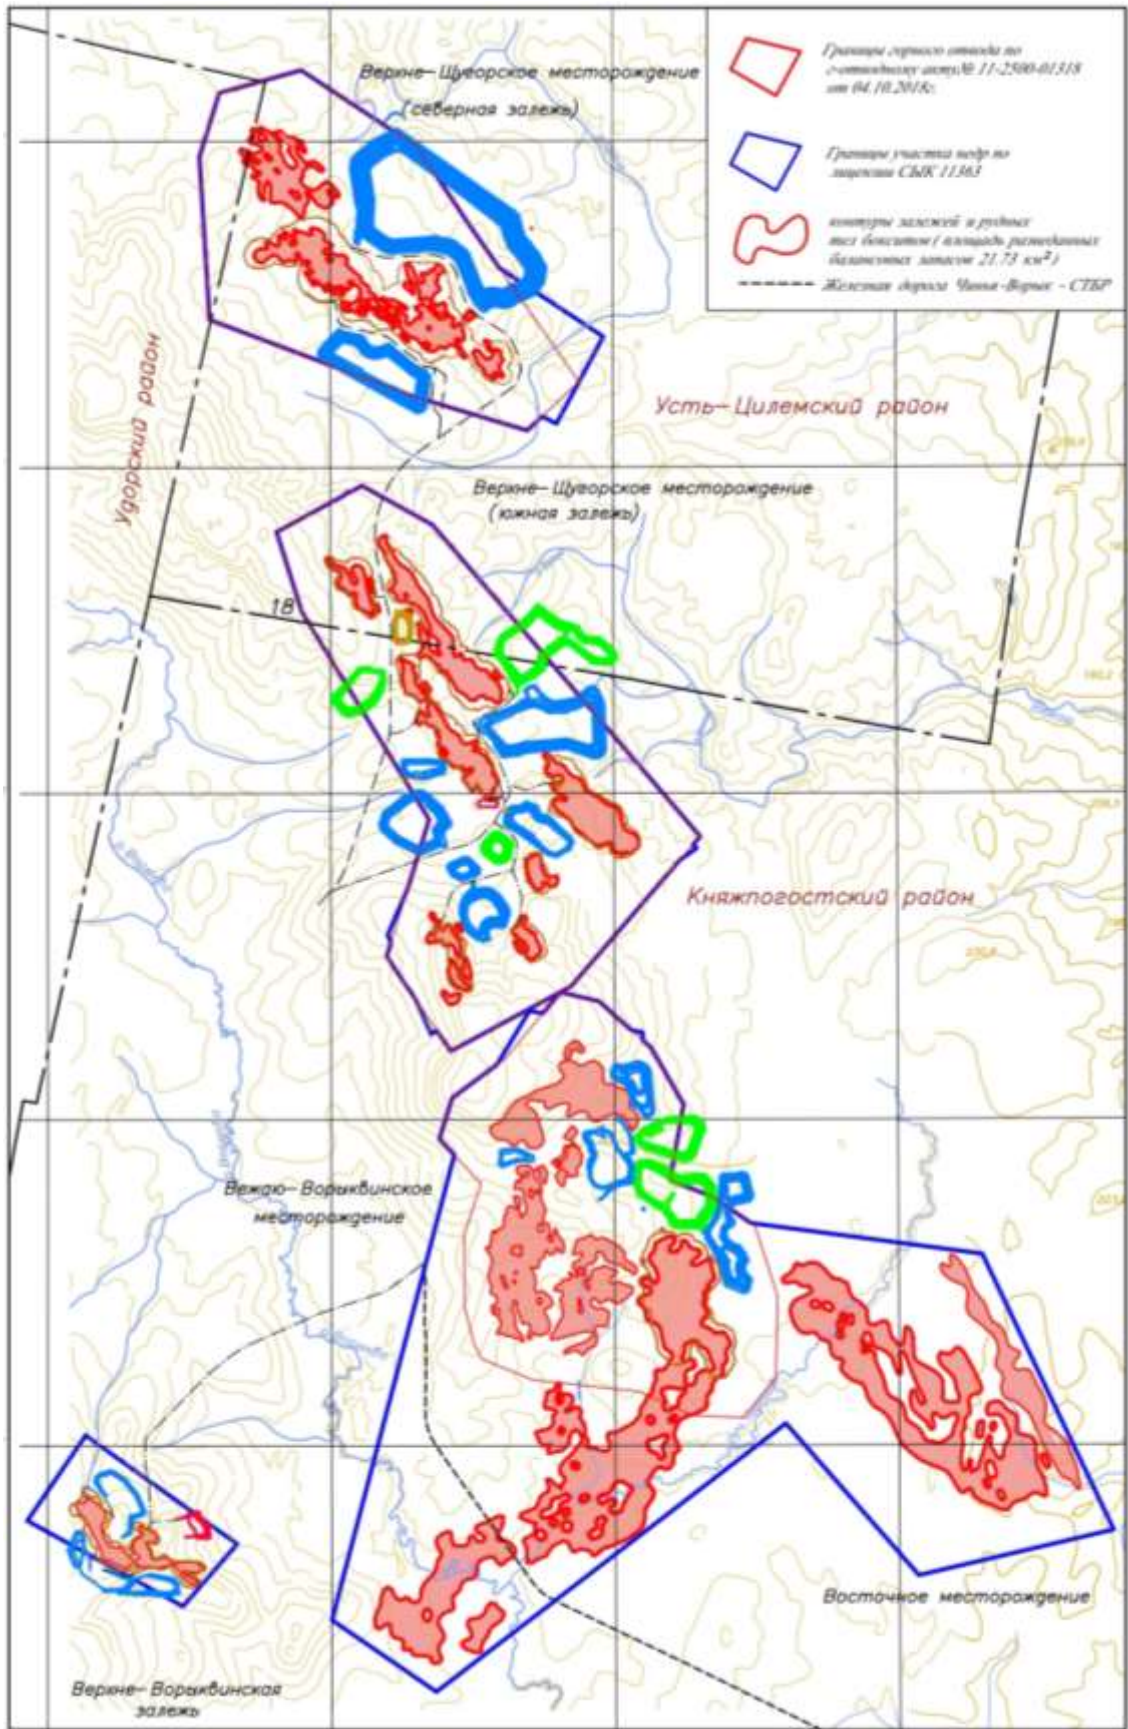 Верхне-Щугорское месторождение
(северная залежь)
Границы горного отвода по
г-отводному акту№ 11-2500-01318
от 04.10.2018г.
Границы участка недр по
лицензии СЫК 11363
контуры залежей и рудных
тел бокситов ( площадь разведанных
балансовых запасов 21.73 км²)
Железная дорога Чинья-Ворык - СТБР
Удорский район
Усть-Цилемский район
Верхне-Щугорское месторождение
(южная залежь)
18
Княжпогостский район
Вежаю-Ворыквинское
месторождение
Восточное месторождение
Верхне-Ворыквинская
залежь